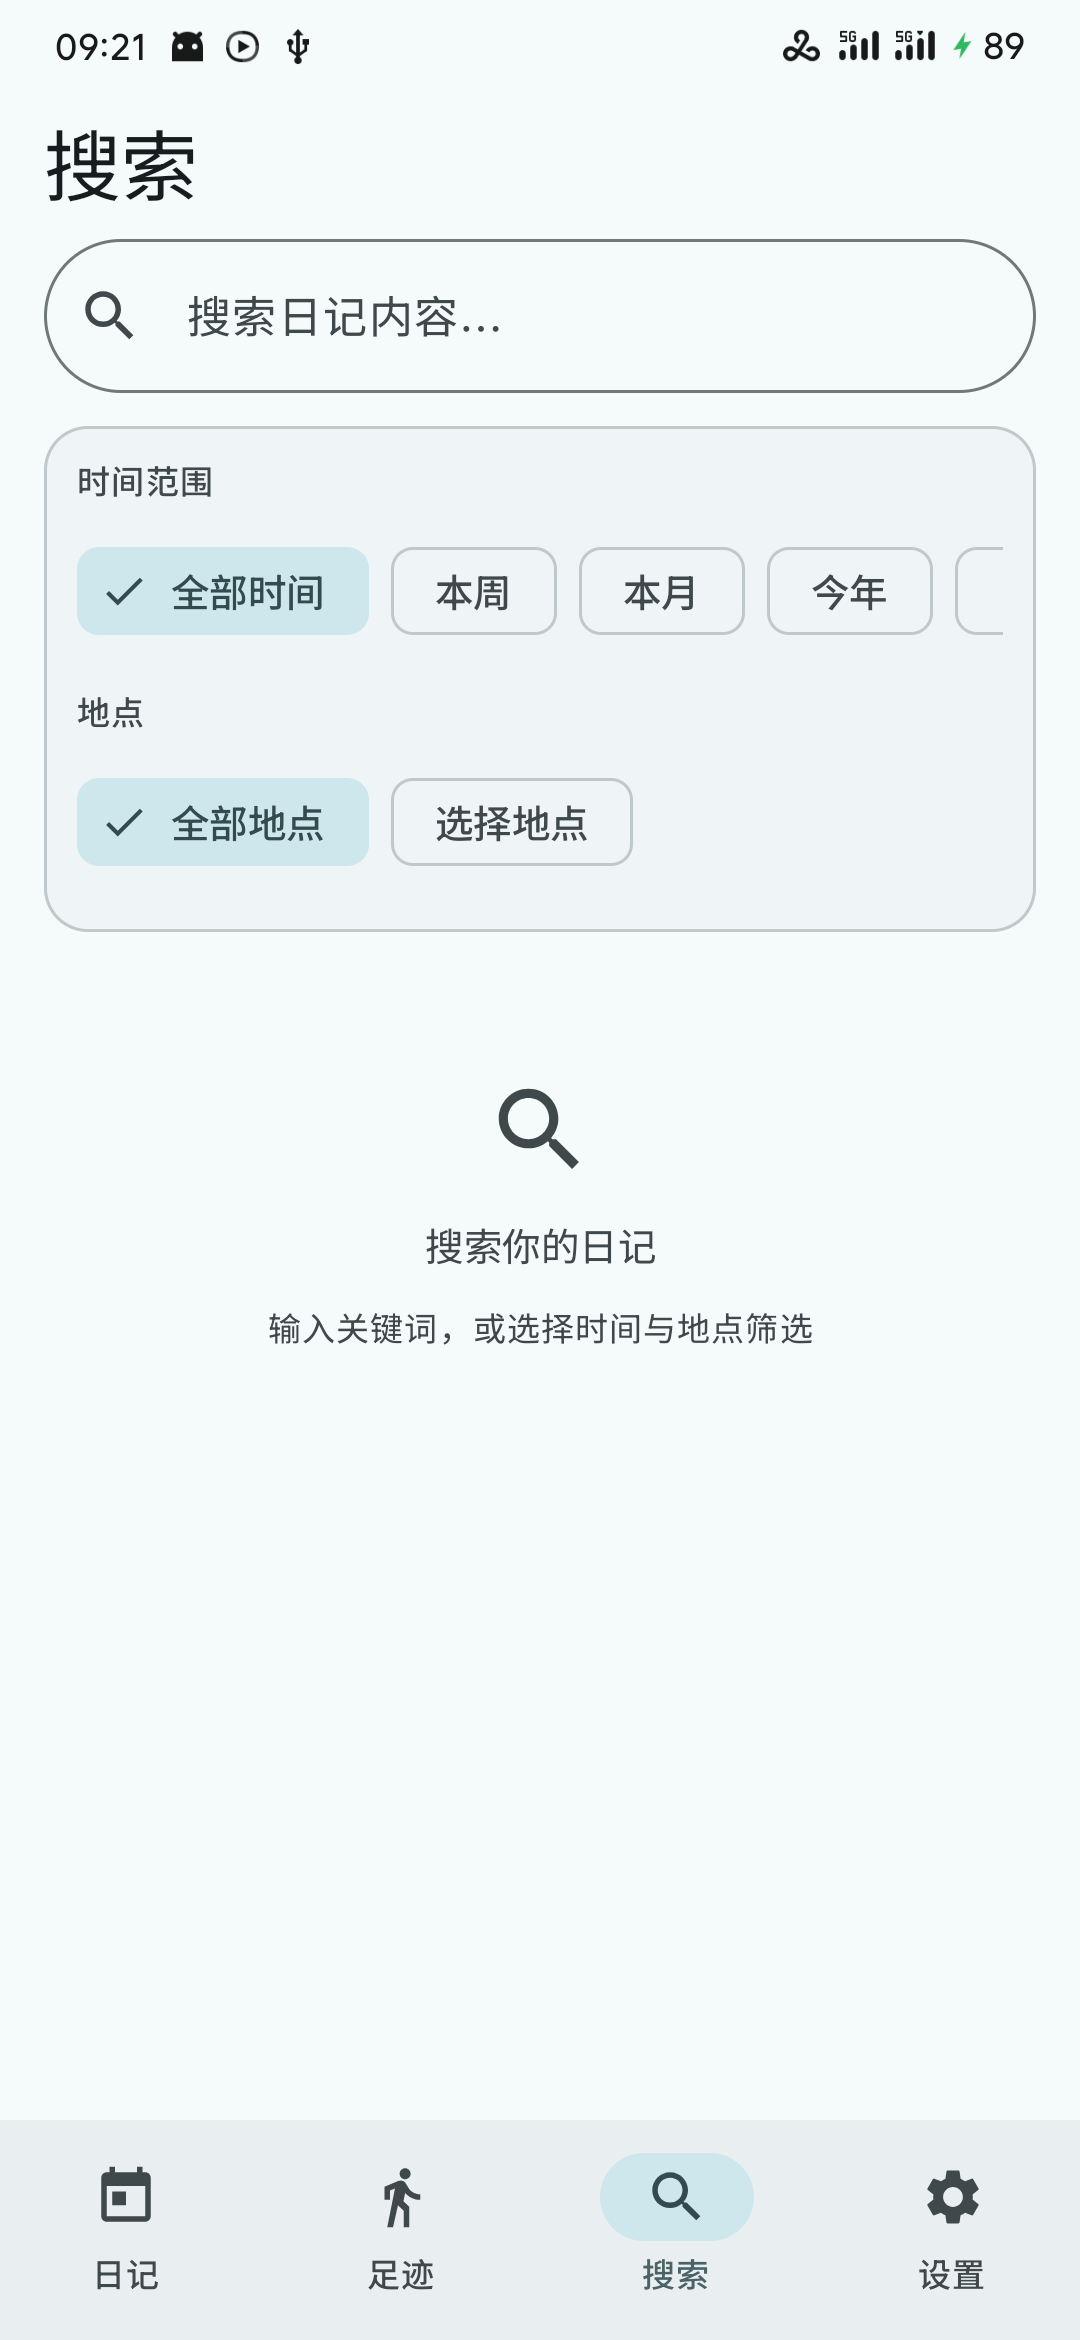 09:21
5G 5G 89
搜索
搜索日记内容...
时间范围
全部时间 本周 本月 今年
地点
全部地点 选择地点
搜索你的日记
输入关键词，或选择时间与地点筛选
日记 足迹 搜索 设置